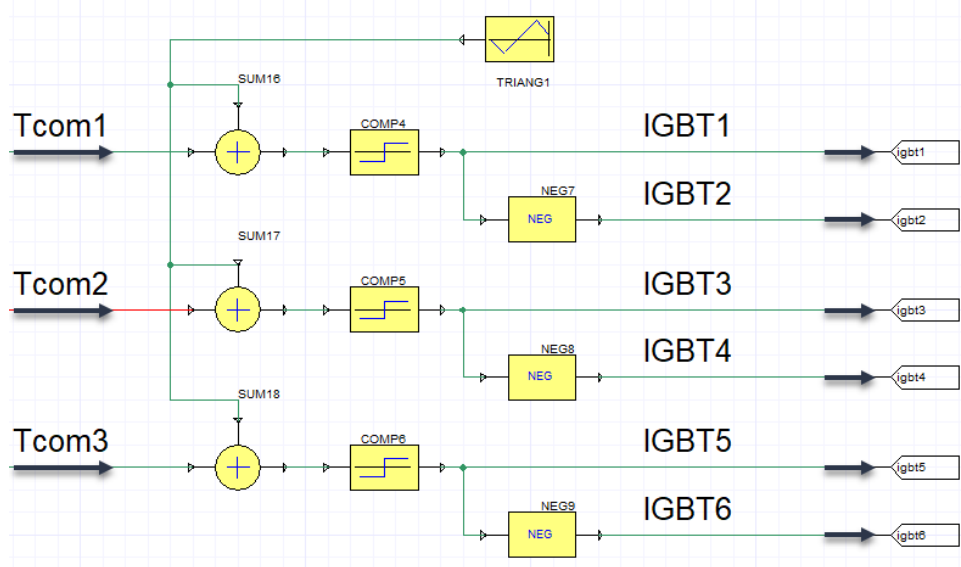 TRIANG1
SUM16
Tcom1
COMP4
IGBT1
igbt1
NEG7
IGBT2
NEG
igbt2
SUM17
Tcom2
COMP5
IGBT3
igbt3
NEG8
IGBT4
NEG
igbt4
SUM18
Tcom3
COMP6
IGBT5
igbt5
NEG9
IGBT6
NEG
igbt6